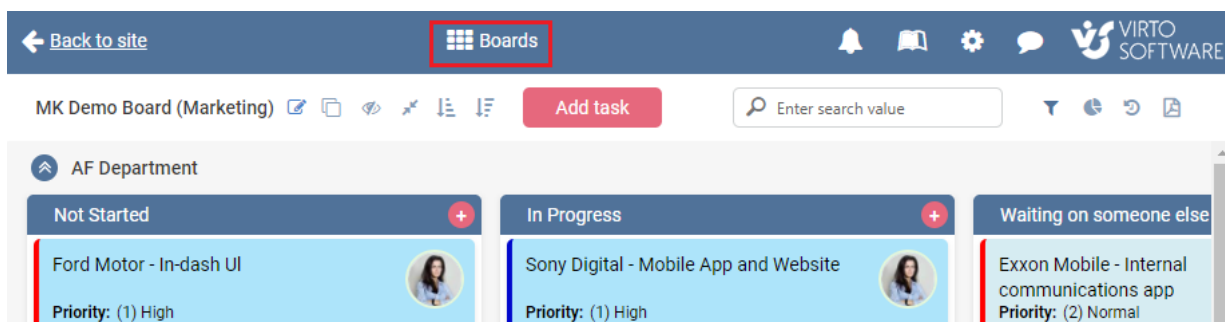 Back to site
Boards
VIRTO
SOFTWARE
MK Demo Board (Marketing)
Add task
Enter search value
AF Department
Not Started
In Progress
Waiting on someone else
Ford Motor - In-dash UI
Priority: (1) High
Sony Digital - Mobile App and Website
Priority: (1) High
Exxon Mobile - Internal
communications app
Priority: (2) Normal